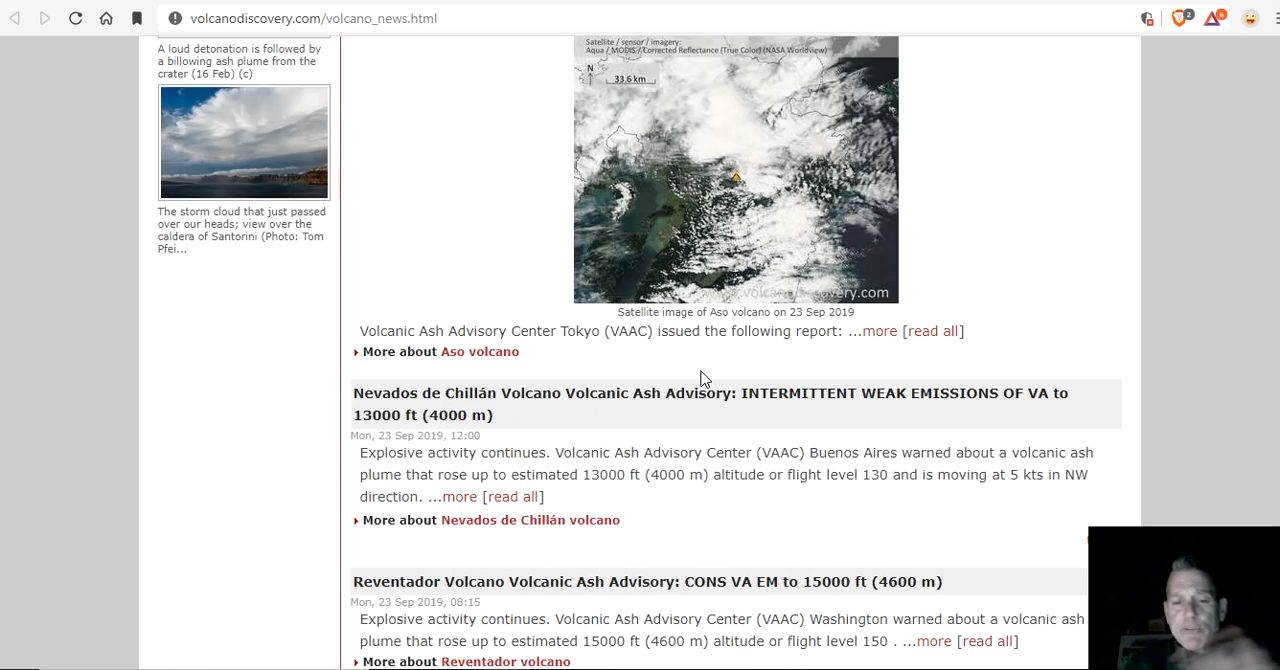 volcanodiscovery.com/volcano_news.html
2
6
A loud detonation is followed by
a billowing ash plume from the
crater (16 Feb) (c)
The storm cloud that just passed
over our heads; view over the
caldera of Santorini (Photo: Tom
Pfei...
Satellite / sensor / imagery:
Aqua / MODIS / Corrected Reflectance (True Color) (NASA Worldview)
N
33.6 km
www.volcanodiscovery.com
Satellite image of Aso volcano on 23 Sep 2019
Volcanic Ash Advisory Center Tokyo (VAAC) issued the following report: ...more [read all]
More about Aso volcano
Nevados de Chillán Volcano Volcanic Ash Advisory: INTERMITTENT WEAK EMISSIONS OF VA to
13000 ft (4000 m)
Mon, 23 Sep 2019, 12:00
Explosive activity continues. Volcanic Ash Advisory Center (VAAC) Buenos Aires warned about a volcanic ash
plume that rose up to estimated 13000 ft (4000 m) altitude or flight level 130 and is moving at 5 kts in NW
direction. ...more [read all]
More about Nevados de Chillán volcano
Reventador Volcano Volcanic Ash Advisory: CONS VA EM to 15000 ft (4600 m)
Mon, 23 Sep 2019, 08:15
Explosive activity continues. Volcanic Ash Advisory Center (VAAC) Washington warned about a volcanic ash
plume that rose up to estimated 15000 ft (4600 m) altitude or flight level 150 . ...more [read all]
More about Reventador volcano